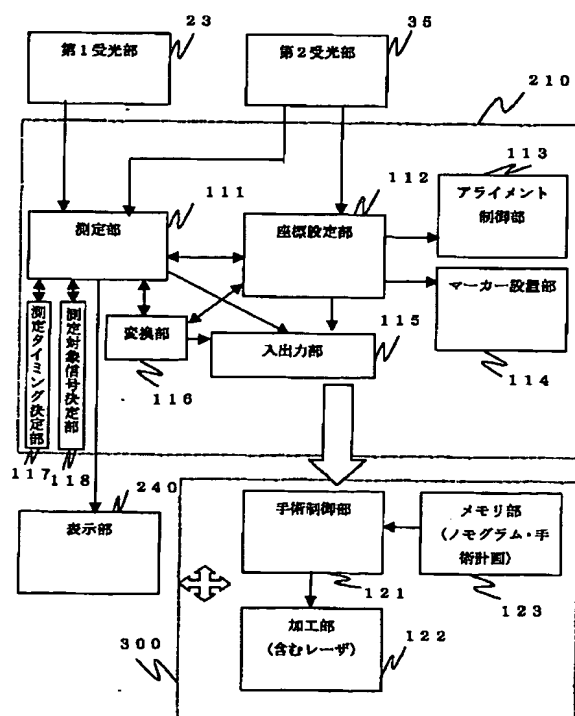 23
35
第1受光部
第2受光部
210
113
111
112
アライメント
制御部
測定部
座標設定部
マーカー設置部
変換部
115
入出力部
114
116
測定タイミング決定部
測定対象信号決定部
117
118
240
表示部
手術制御部
メモリ部
(ノモグラム・手
術計画)
121
123
加工部
(含むレーザ)
300
122